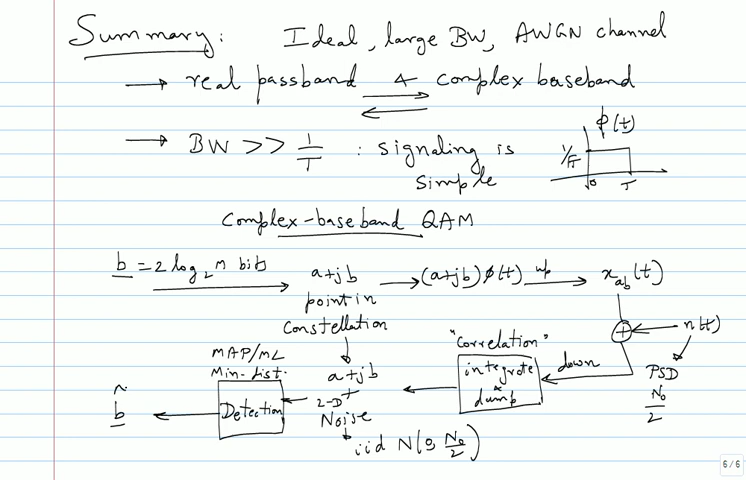 Summary: Ideal, large BW, AWGN channel
→ real passband & complex baseband
→ BW >> 1/T : signaling is simple
ϕ(t)
1/√T
0 T
Complex-baseband QAM
b = 2 log₂ M bits → a+jb → (a+jb) ϕ(t) up → x_ab(t)
point in
constellation
+ ← n(t)
PSD
N₀/2
down
"Correlation"
integrate
&
dump
a+jb
+
2-D
Noise
iid N(0, N₀/2)
MAP/ML
Min-dist.
Detection
b̂
6 / 6